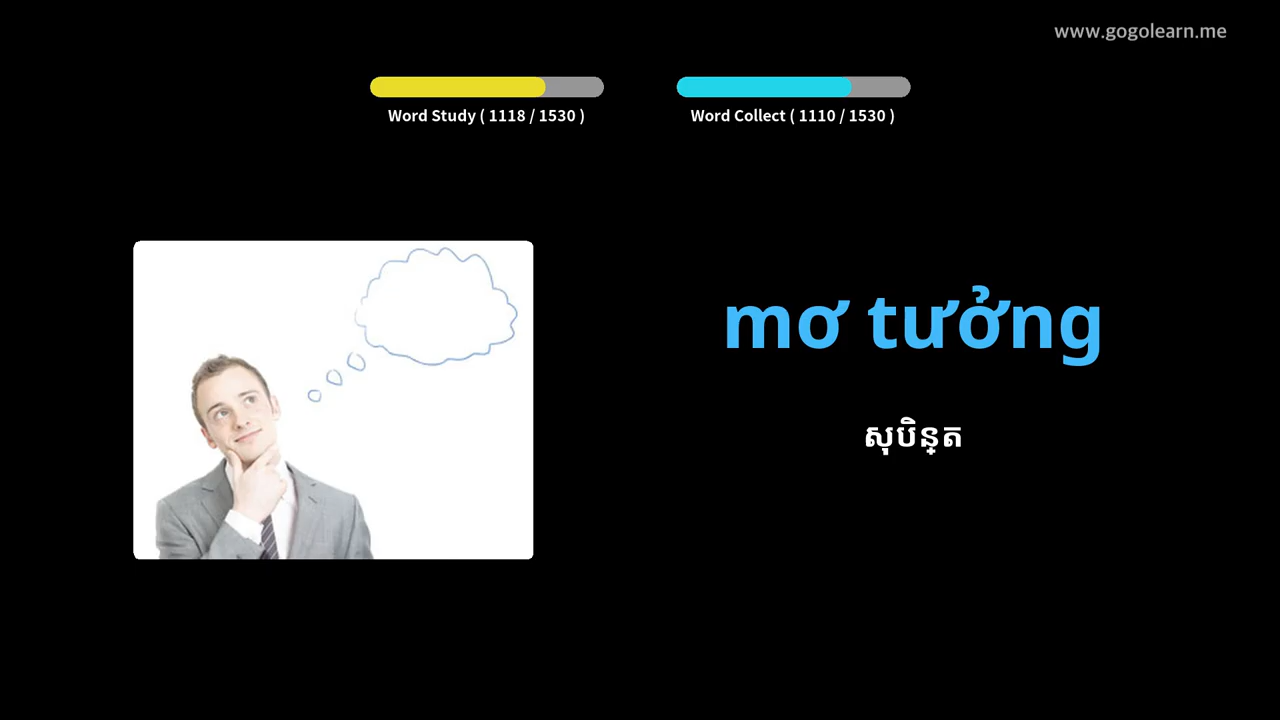 www.gogolearn.me
Word Study ( 1118 / 1530 )
Word Collect ( 1110 / 1530 )
mơ tưởng
សុបិន្ត